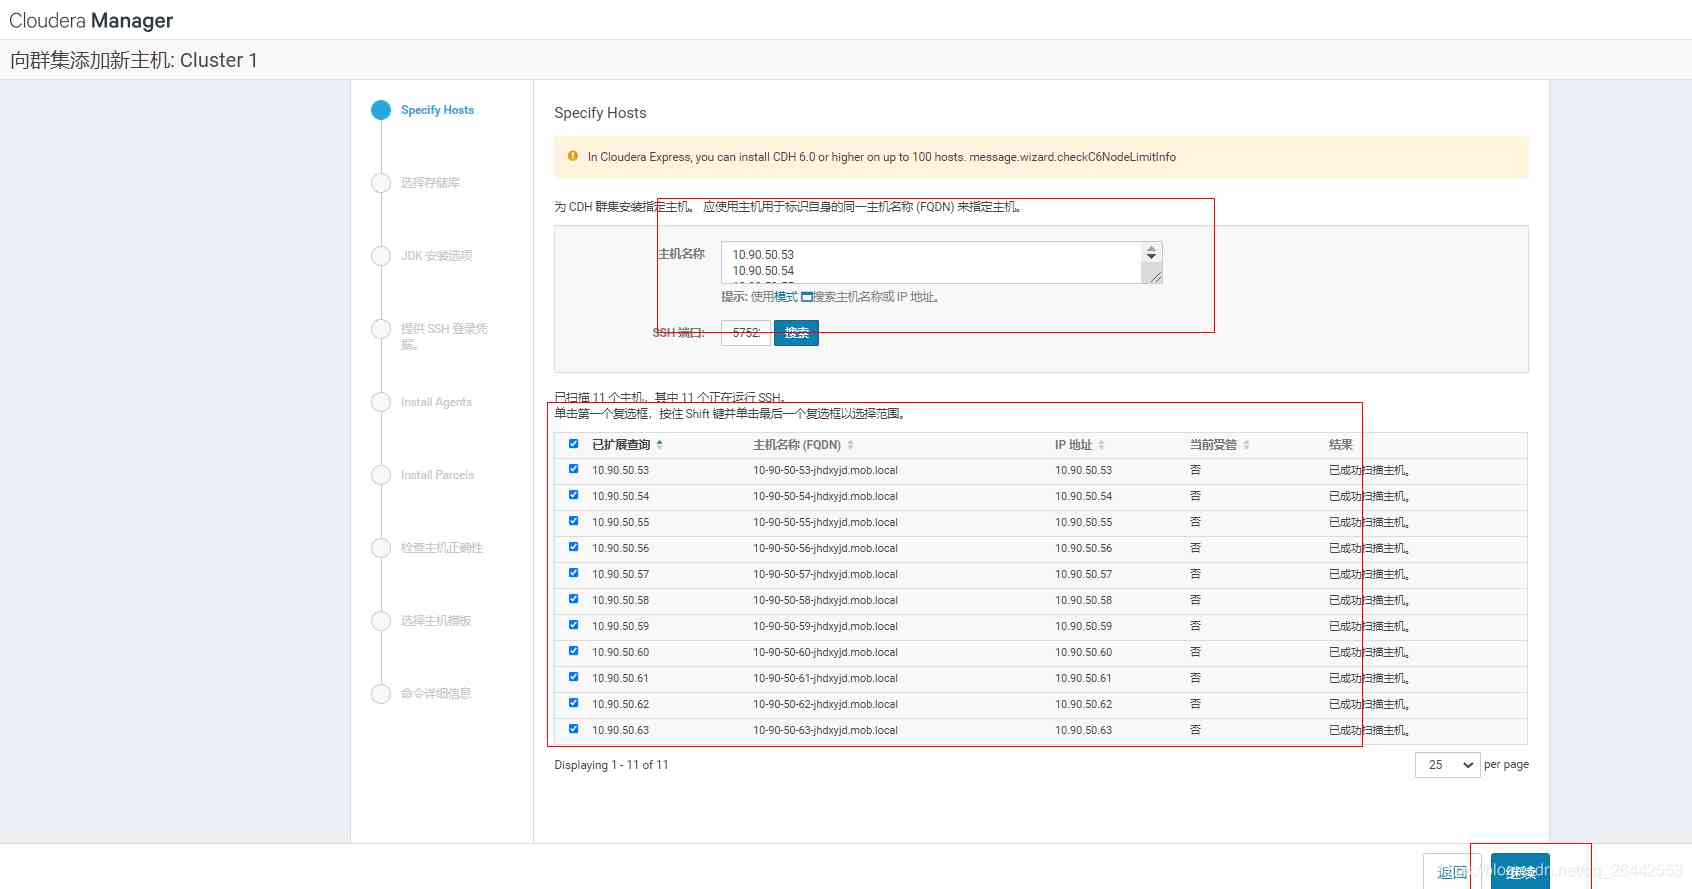 Cloudera Manager
向群集添加新主机: Cluster 1
Specify Hosts
选择存储库
JDK 安装选项
提供 SSH 登录凭
据。
Install Agents
Install Parcels
检查主机正确性
选择主机模板
命令详细信息
Specify Hosts
In Cloudera Express, you can install CDH 6.0 or higher on up to 100 hosts. message.wizard.checkC6NodeLimitInfo
为 CDH 群集安装指定主机。 应使用主机用于标识自身的同一主机名称 (FQDN) 来指定主机。
主机名称
10.90.50.53
10.90.50.54
提示: 使用模式 搜索主机名称或 IP 地址。
SSH 端口: 5752 搜索
已扫描 11 个主机，其中 11 个正在运行 SSH。
单击第一个复选框，按住 Shift 键并单击最后一个复选框以选择范围。
已扩展查询 主机名称 (FQDN) IP 地址 当前受管 结果
10.90.50.53 10-90-50-53-jhdxyjd.mob.local 10.90.50.53 否 已成功扫描主机。
10.90.50.54 10-90-50-54-jhdxyjd.mob.local 10.90.50.54 否 已成功扫描主机。
10.90.50.55 10-90-50-55-jhdxyjd.mob.local 10.90.50.55 否 已成功扫描主机。
10.90.50.56 10-90-50-56-jhdxyjd.mob.local 10.90.50.56 否 已成功扫描主机。
10.90.50.57 10-90-50-57-jhdxyjd.mob.local 10.90.50.57 否 已成功扫描主机。
10.90.50.58 10-90-50-58-jhdxyjd.mob.local 10.90.50.58 否 已成功扫描主机。
10.90.50.59 10-90-50-59-jhdxyjd.mob.local 10.90.50.59 否 已成功扫描主机。
10.90.50.60 10-90-50-60-jhdxyjd.mob.local 10.90.50.60 否 已成功扫描主机。
10.90.50.61 10-90-50-61-jhdxyjd.mob.local 10.90.50.61 否 已成功扫描主机。
10.90.50.62 10-90-50-62-jhdxyjd.mob.local 10.90.50.62 否 已成功扫描主机。
10.90.50.63 10-90-50-63-jhdxyjd.mob.local 10.90.50.63 否 已成功扫描主机。
Displaying 1 - 11 of 11
25 per page
返回 继续